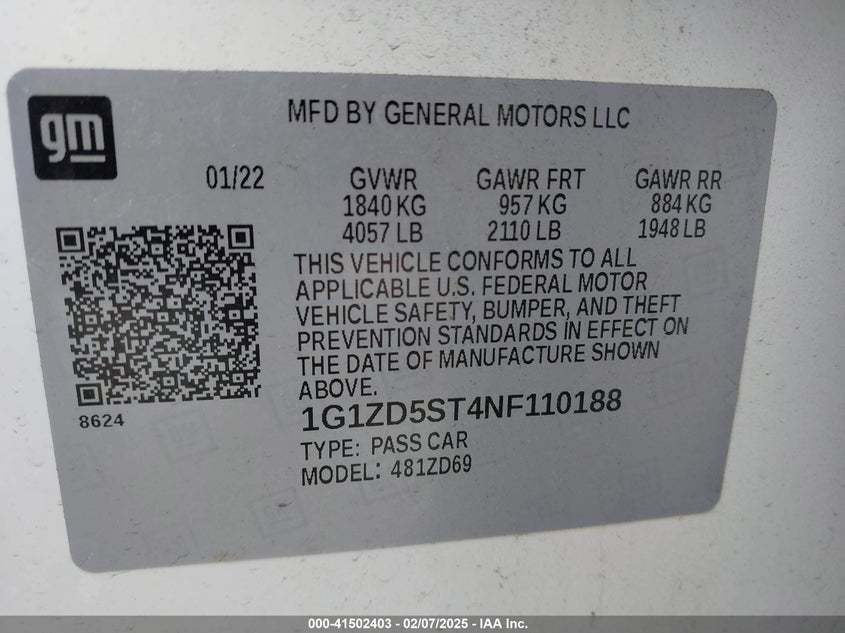 gm
MFD BY GENERAL MOTORS LLC
01/22 GVWR GAWR FRT GAWR RR
1840 KG 957 KG 884 KG
4057 LB 2110 LB 1948 LB
THIS VEHICLE CONFORMS TO ALL
APPLICABLE U.S. FEDERAL MOTOR
VEHICLE SAFETY, BUMPER, AND THEFT
PREVENTION STANDARDS IN EFFECT ON
THE DATE OF MANUFACTURE SHOWN
ABOVE.
8624
1G1ZD5ST4NF110188
TYPE: PASS CAR
MODEL: 481ZD69
000-41502403 - 02/07/2025 - IAA Inc.